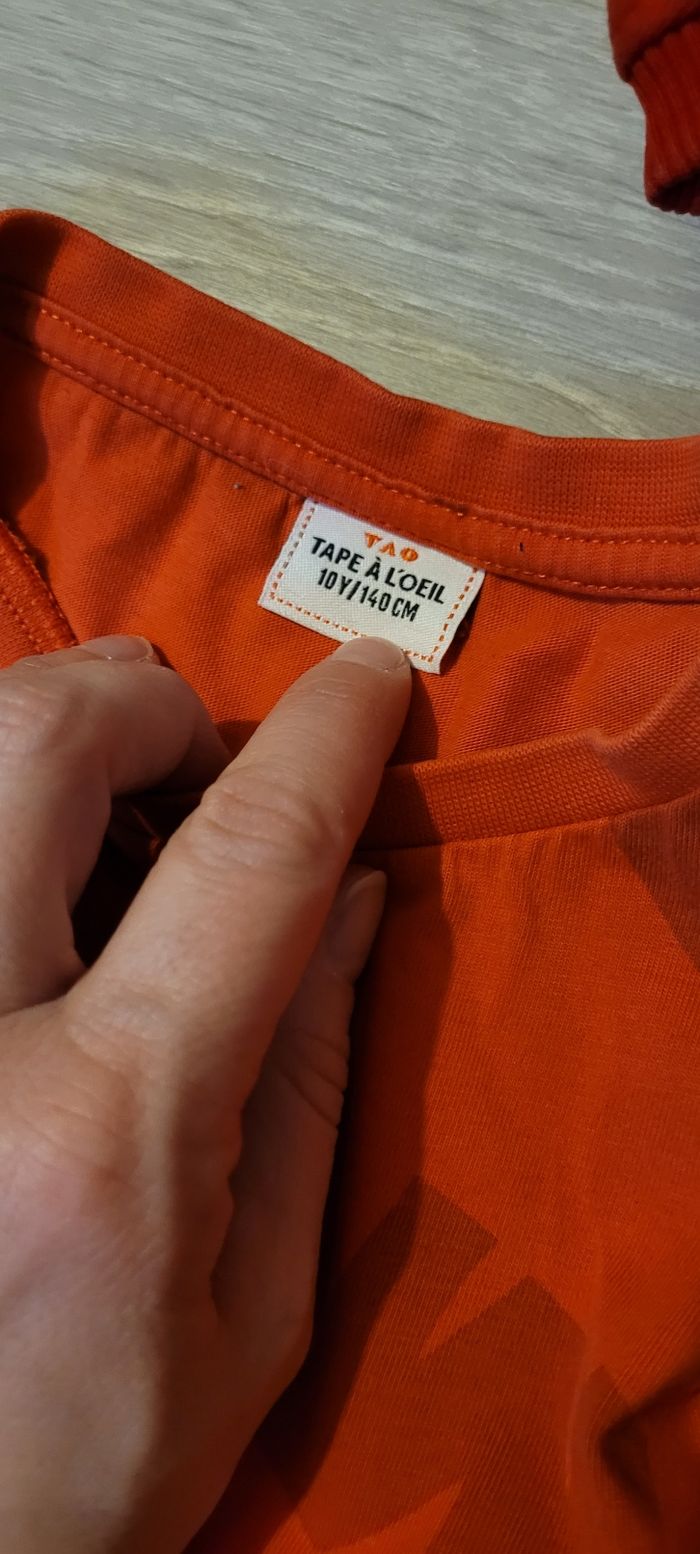 TAO
TAPE À L'OEIL
10Y/140CM